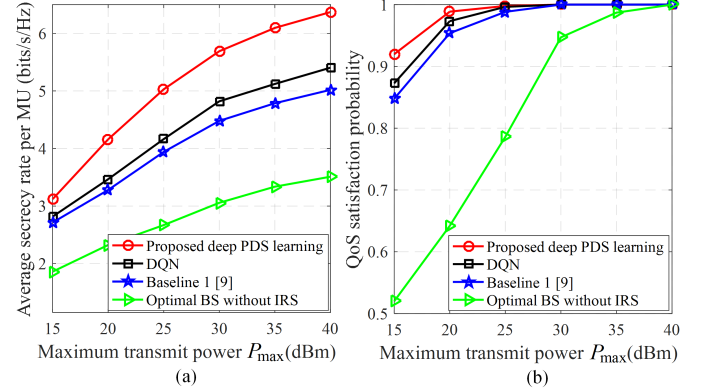 Average secrecy rate per MU (bits/s/Hz)
6
5
4
3
2
15 20 25 30 35 40
Maximum transmit power Pmax(dBm)
Proposed deep PDS learning
DQN
Baseline 1 [9]
Optimal BS without IRS
(a)
QoS satisfaction probability
1
0.9
0.8
0.7
0.6
0.5
15 20 25 30 35 40
Maximum transmit power Pmax(dBm)
Proposed deep PDS learning
DQN
Baseline 1 [9]
Optimal BS without IRS
(b)